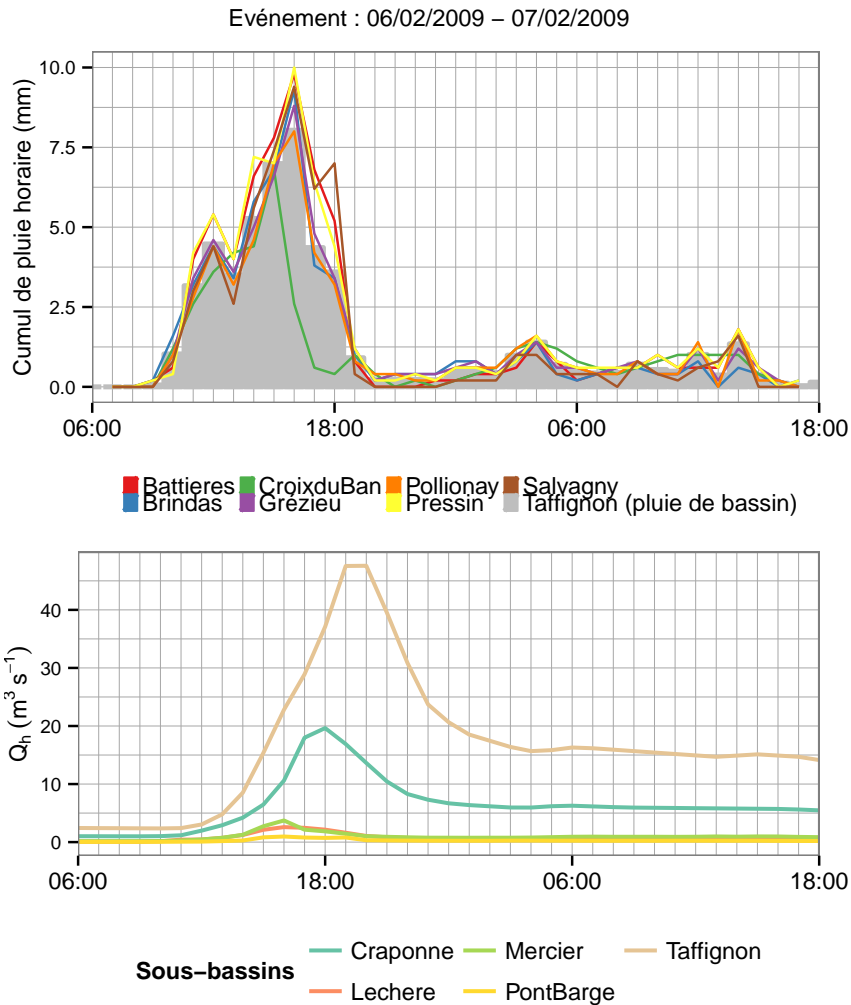 Evénement : 06/02/2009 – 07/02/2009
Cumul de pluie horaire (mm)
10.0
7.5
5.0
2.5
0.0
06:00 18:00 06:00 18:00
Battieres CroixduBan Pollionay Salvagny
Brindas Grézieu Pressin Taffignon (pluie de bassin)
Qh (m³ s⁻¹)
40
30
20
10
0
06:00 18:00 06:00 18:00
Sous–bassins
Craponne Mercier Taffignon
Lechere PontBarge